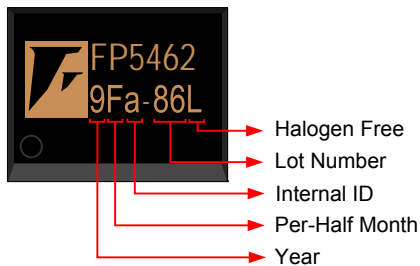 FP5462
9Fa-86L
Halogen Free
Lot Number
Internal ID
Per-Half Month
Year